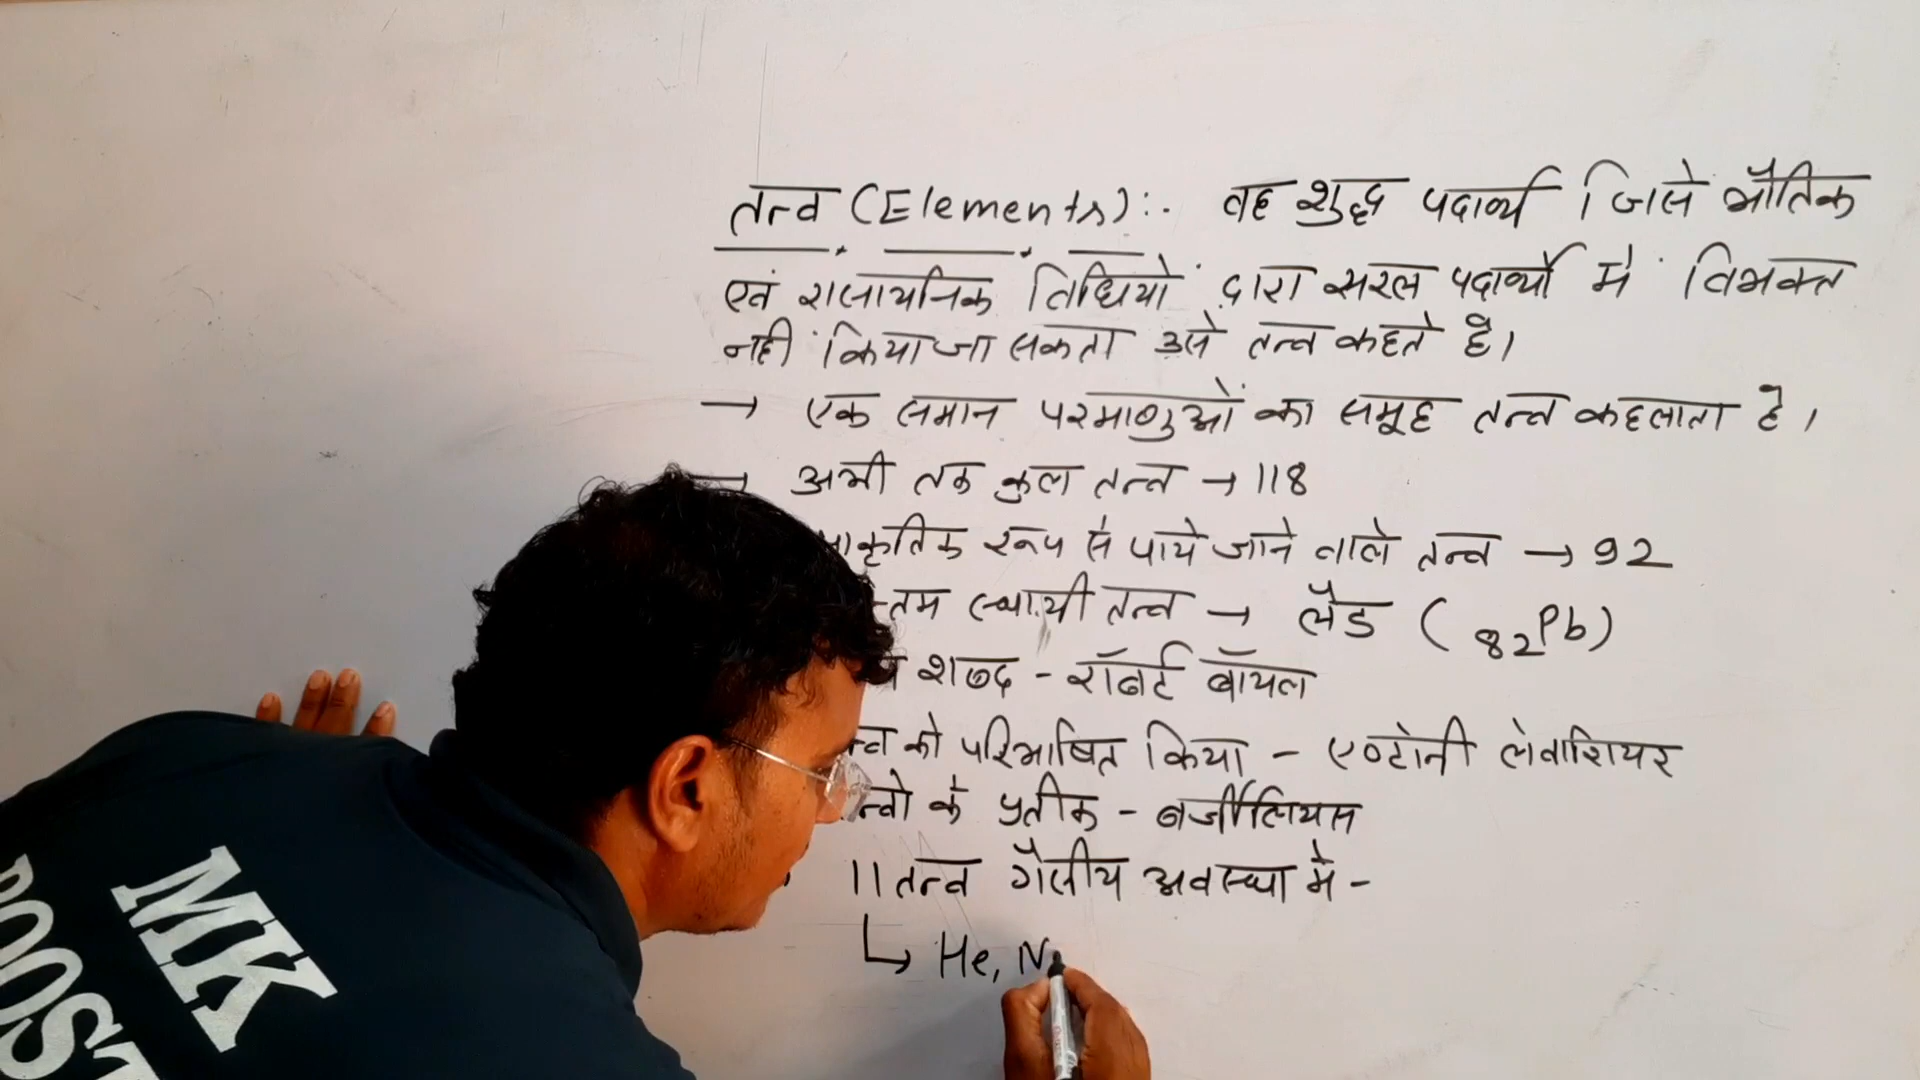 तत्व (Elements):- वह शुद्ध पदार्थ जिसे भौतिक
एवं रासायनिक विधियों द्वारा सरल पदार्थो में विभक्त
नहीं किया जा सकता उसे तत्व कहते है।
→ एक समान परमाणुओं का समूह तत्व कहलाता है।
→ अभी तक कुल तत्व → 118
ाकृतिक रूप से पाये जाने वाले तत्व → 92
तम स्थायी तत्व → लैड (82Pb)
शब्द - रॉबर्ट बॉयल
त्व को परिभाषित किया - एण्टोनी लेवाशियर
त्वो के प्रतीक - बर्जीलियस
11 तत्व गैसीय अवस्था में -
↳ He, N
MK
BOOST